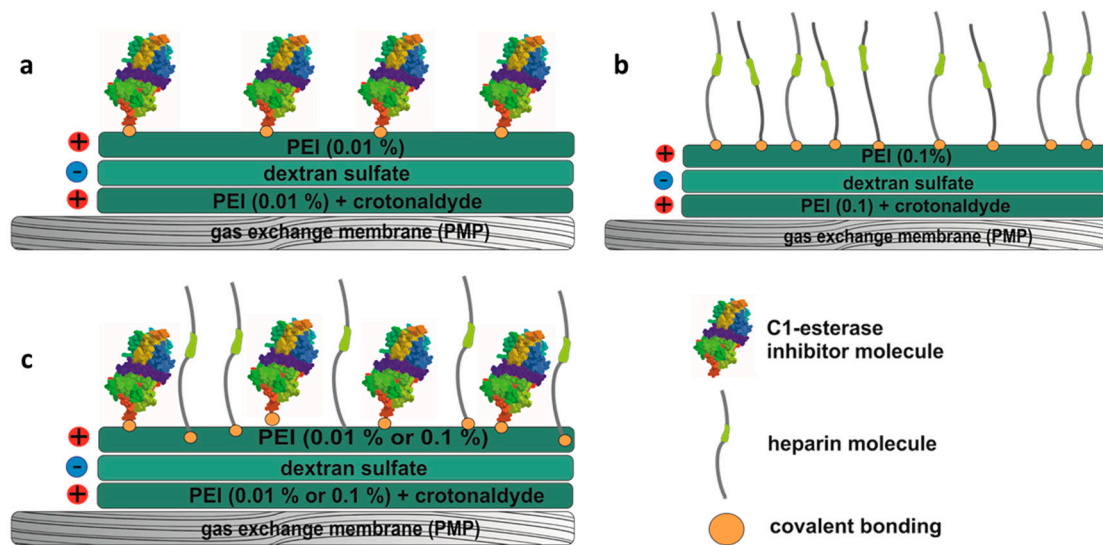 a
+
PEI (0.01 %)
-
dextran sulfate
+
PEI (0.01 %) + crotonaldyde
gas exchange membrane (PMP)
b
+
PEI (0.1%)
-
dextran sulfate
+
PEI (0.1) + crotonaldyde
gas exchange membrane (PMP)
c
+
PEI (0.01 % or 0.1 %)
-
dextran sulfate
+
PEI (0.01 % or 0.1 %) + crotonaldyde
gas exchange membrane (PMP)
C1-esterase
inhibitor molecule
heparin molecule
covalent bonding